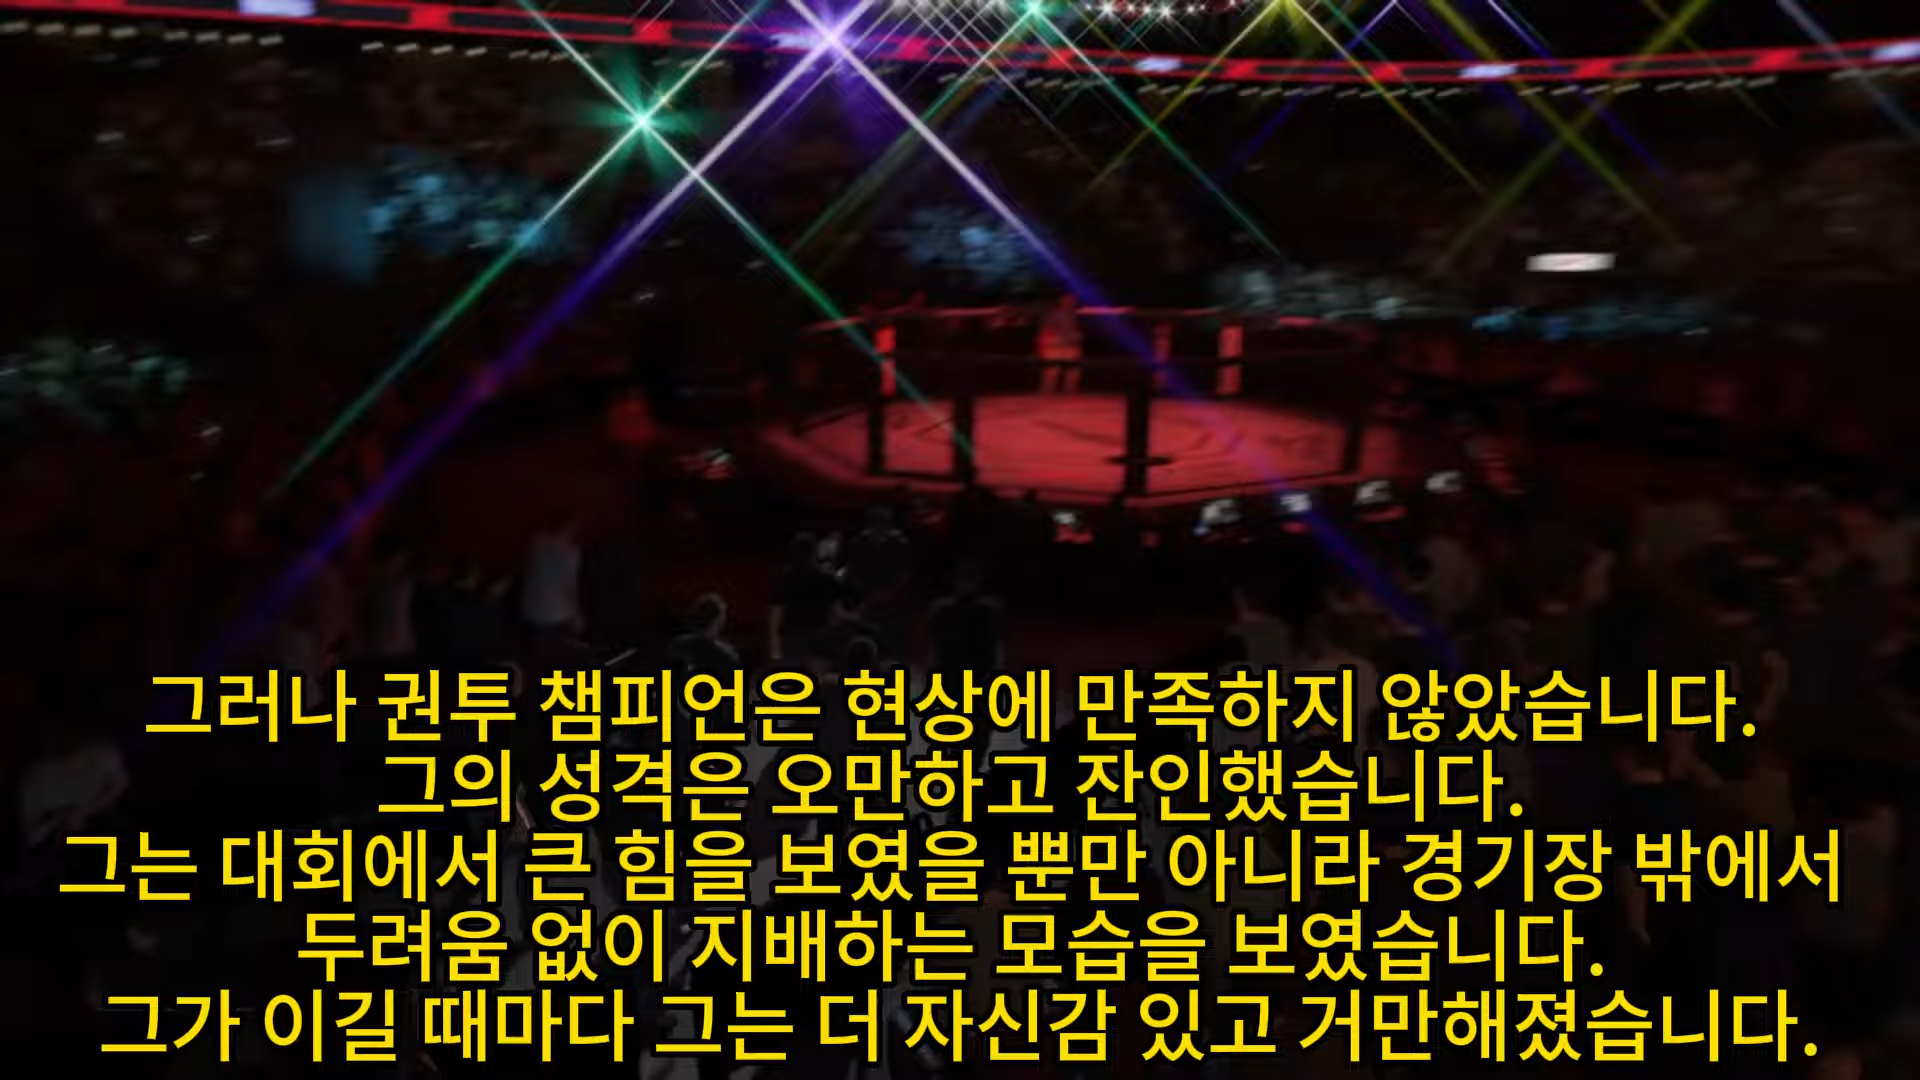 그러나 권투 챔피언은 현상에 만족하지 않았습니다.
그의 성격은 오만하고 잔인했습니다.
그는 대회에서 큰 힘을 보였을 뿐만 아니라 경기장 밖에서
두려움 없이 지배하는 모습을 보였습니다.
그가 이길 때마다 그는 더 자신감 있고 거만해졌습니다.